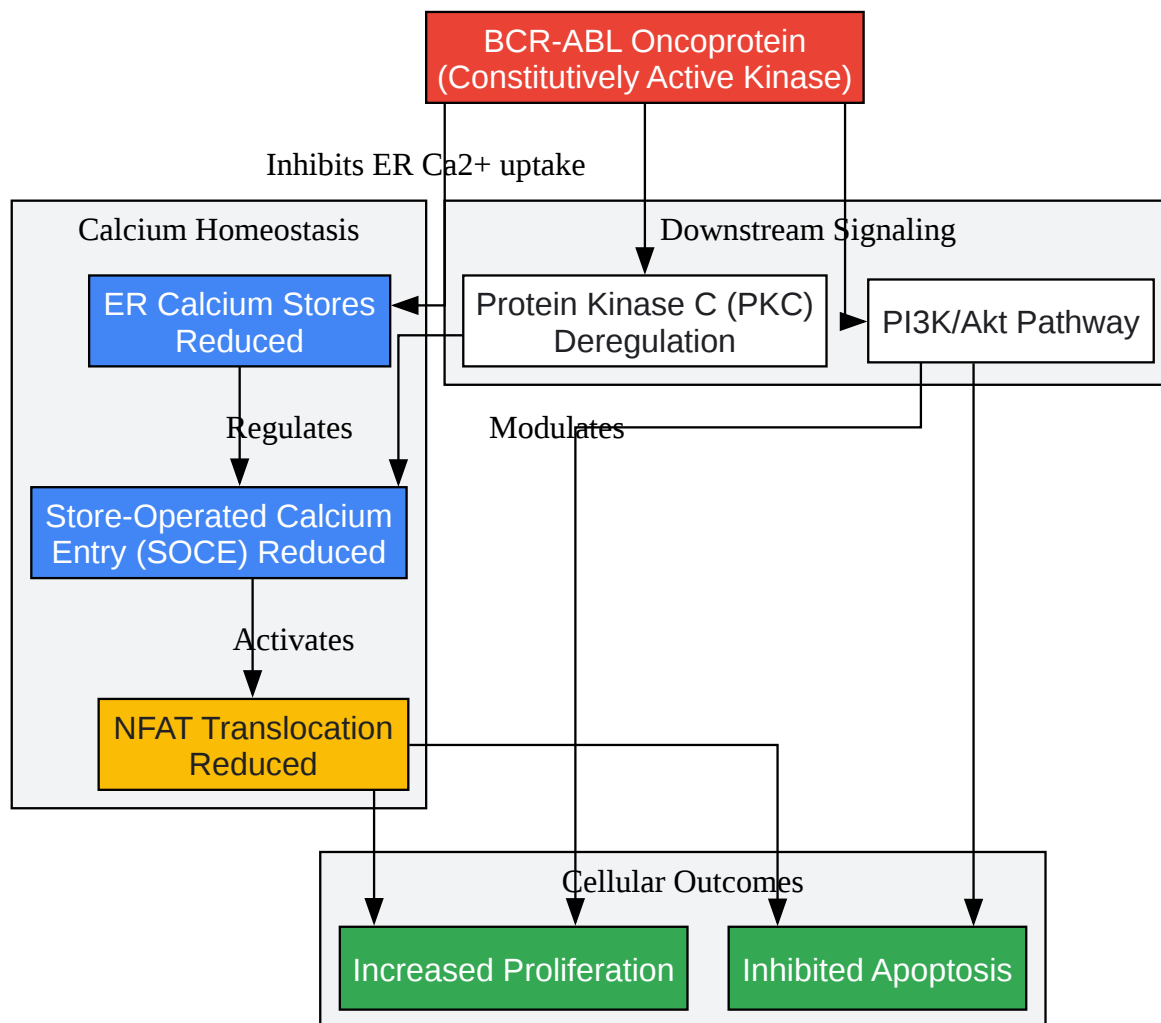 BCR-ABL Oncoprotein
(Constitutively Active Kinase)
Inhibits ER Ca2+ uptake
Calcium Homeostasis
Downstream Signaling
ER Calcium Stores
Reduced
Protein Kinase C (PKC)
Deregulation
PI3K/Akt Pathway
Regulates
Modulates
Store-Operated Calcium
Entry (SOCE) Reduced
Activates
NFAT Translocation
Reduced
Cellular Outcomes
Increased Proliferation
Inhibited Apoptosis